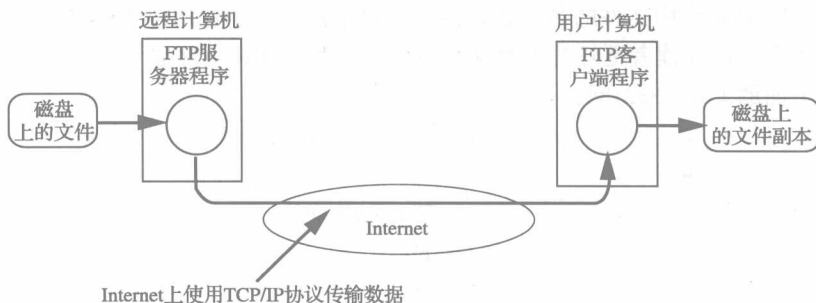 远程计算机
用户计算机
FTP服
务器程序
FTP客
户端程序
磁盘
上的文件
磁盘上
的文件副本
Internet
Internet上使用TCP/IP协议传输数据